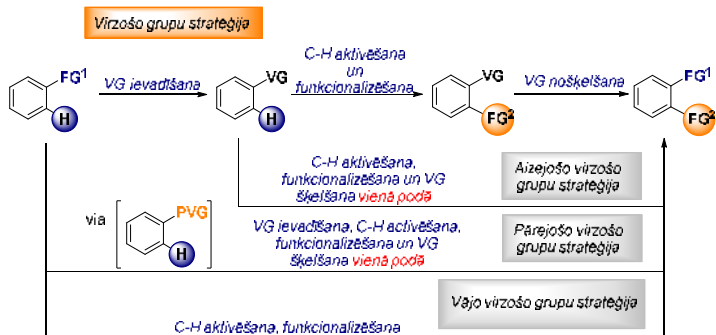 Virzošo grupu stratēģija
C-H aktivēšana
un
funkcionalizēšana
FG¹
VG ievadīšana
VG
VG
VG nošķelšana
FG¹
H
H
FG²
FG²
C-H aktivēšana,
funkcionalizēšana un VG
šķelšana vienā podā
Aizejošo virzošo
grupu stratēģija
via
PVG
H
VG ievadīšana, C-H activēšana,
funkcionalizēšana un VG
šķelšana vienā podā
Pārejošo virzošo
grupu stratēģija
Vājo virzošo grupu stratēģija
C-H aktivēšana, funkcionalizēšana